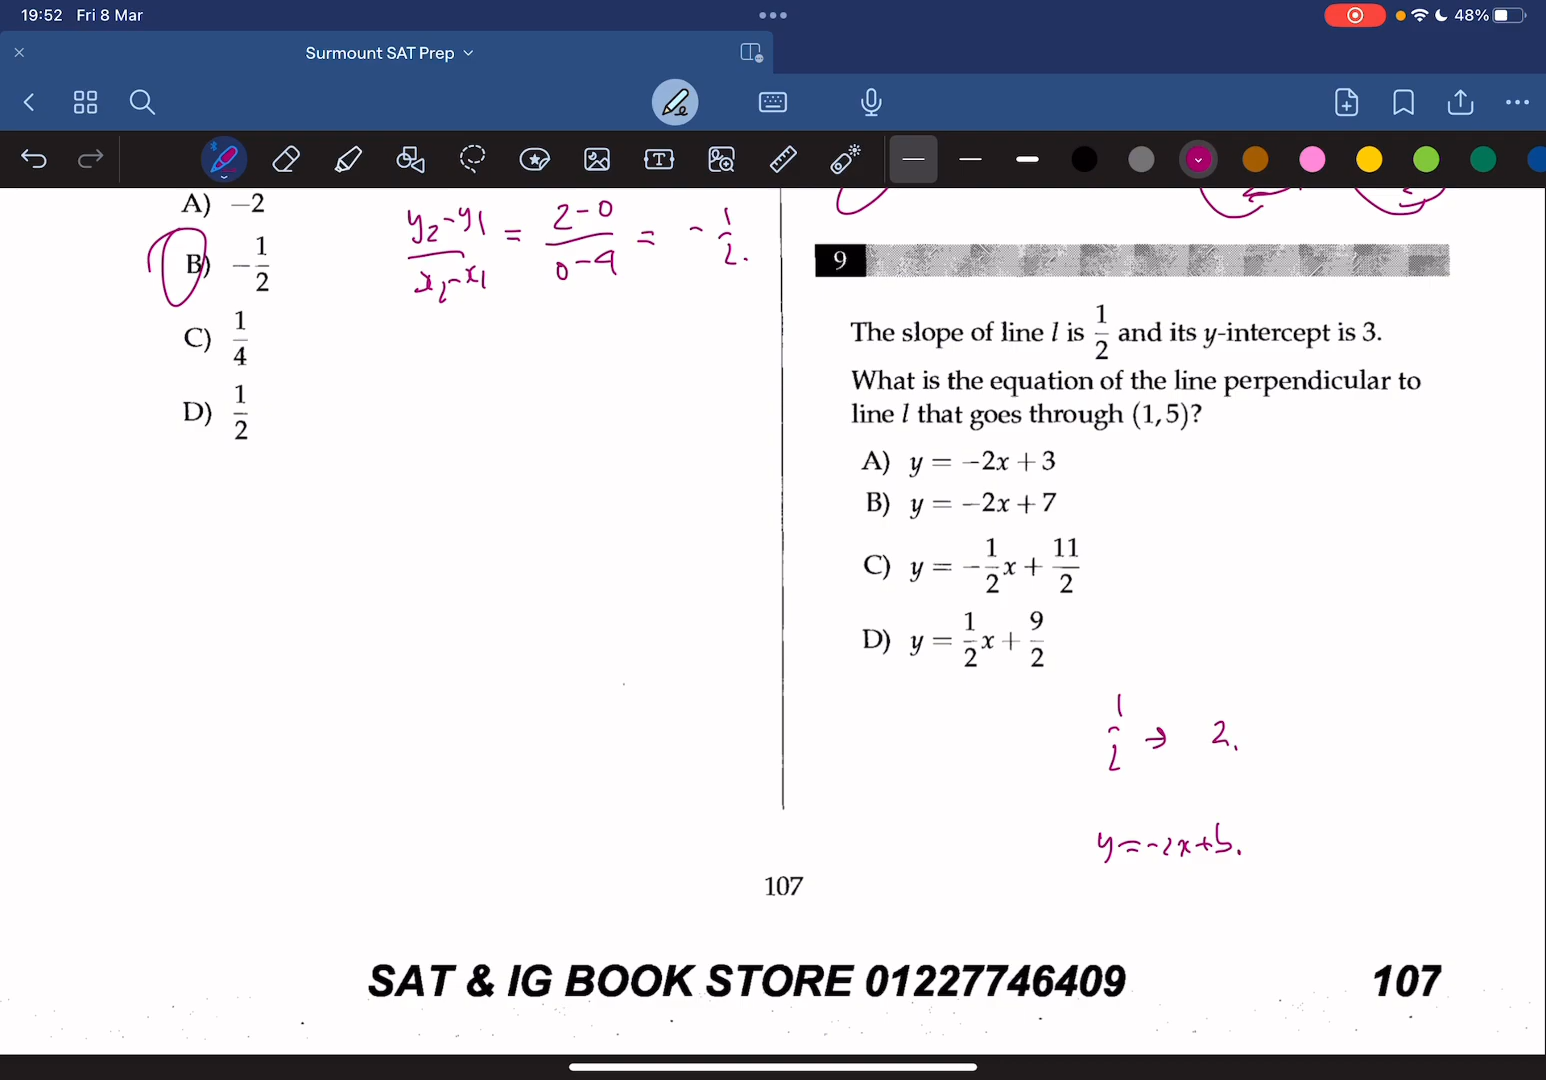 19:52 Fri 8 Mar
48%
Surmount SAT Prep
T
A) −2
B) −1/2
C) 1/4
D) 1/2
y2−y1 / x2−x1 = 2−0 / 0−4 = −1/2.
9
The slope of line l is 1/2 and its y-intercept is 3.
What is the equation of the line perpendicular to
line l that goes through (1,5)?
A) y = −2x + 3
B) y = −2x + 7
C) y = −1/2x + 11/2
D) y = 1/2x + 9/2
1/2 → 2.
y=-2x+b.
107
SAT & IG BOOK STORE 01227746409
107